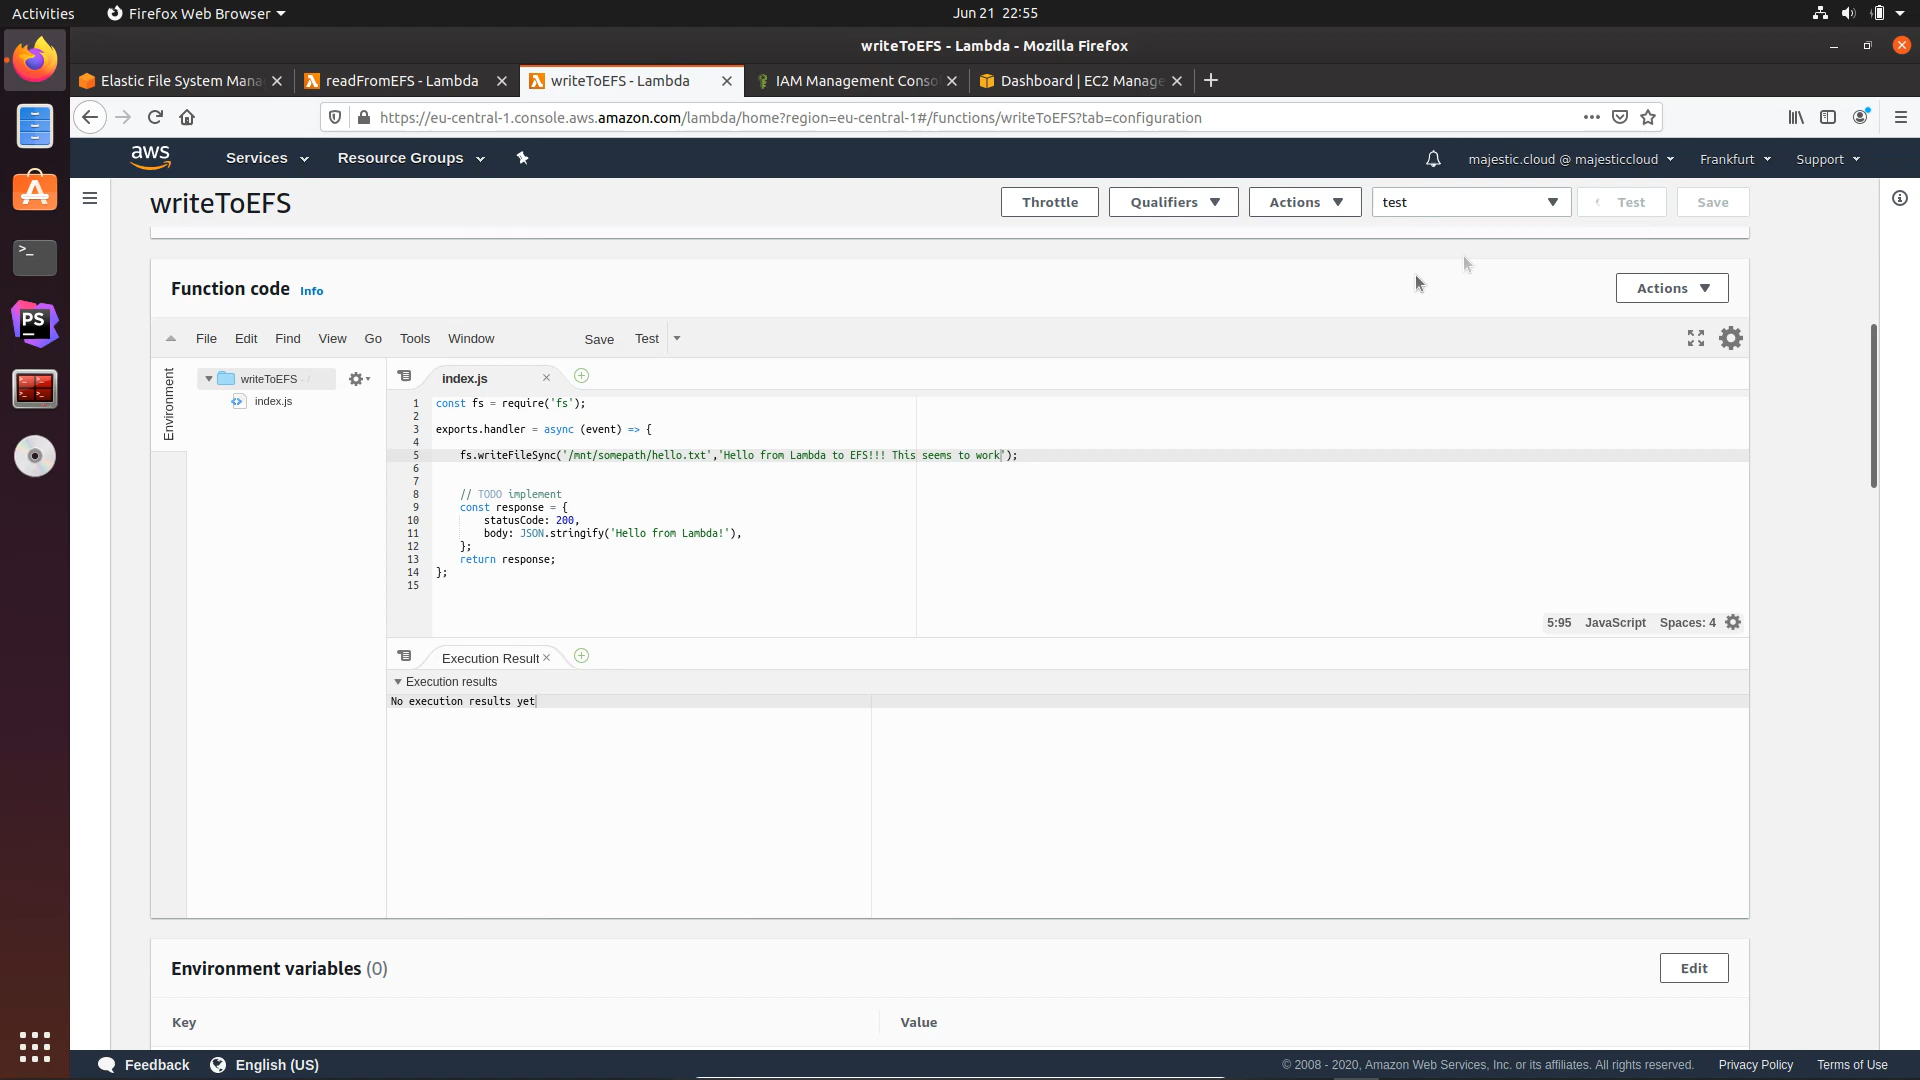 Activities
Firefox Web Browser
Jun 21 22:55
writeToEFS - Lambda - Mozilla Firefox
Elastic File System Mana
readFromEFS - Lambda
writeToEFS - Lambda
IAM Management Conso
Dashboard | EC2 Manage
https://eu-central-1.console.aws.amazon.com/lambda/home?region=eu-central-1#/functions/writeToEFS?tab=configuration
aws
Services
Resource Groups
majestic.cloud @ majesticcloud
Frankfurt
Support
writeToEFS
Throttle
Qualifiers
Actions
test
Test
Save
Function code Info
Actions
File Edit Find View Go Tools Window
Save
Test
Environment
writeToEFS - /
index.js
index.js
1 const fs = require('fs');
2
3 exports.handler = async (event) => {
4
5 fs.writeFileSync('/mnt/somepath/hello.txt','Hello from Lambda to EFS!!! This seems to work');
6
7
8 // TODO implement
9 const response = {
10 statusCode: 200,
11 body: JSON.stringify('Hello from Lambda!'),
12 };
13 return response;
14 };
15
5:95 JavaScript Spaces: 4
Execution Result
Execution results
No execution results yet
Environment variables (0)
Edit
Key
Value
Feedback
English (US)
© 2008 - 2020, Amazon Web Services, Inc. or its affiliates. All rights reserved.
Privacy Policy
Terms of Use
PS